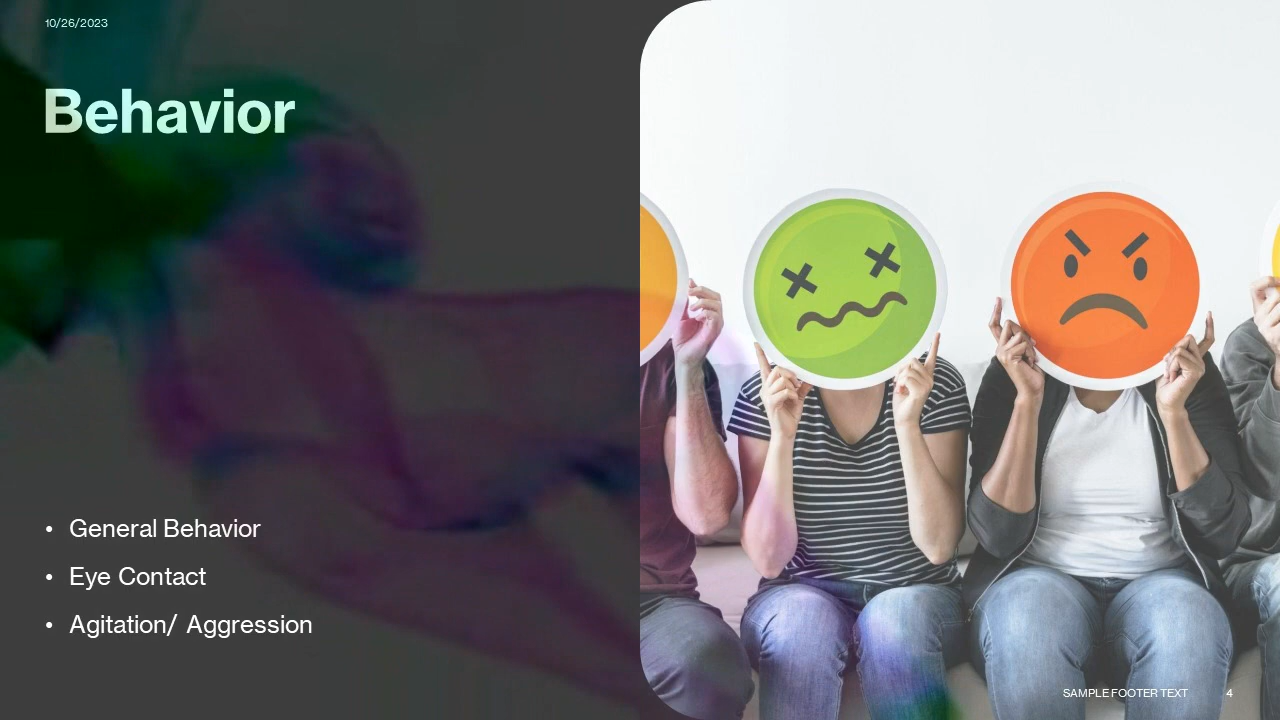 10/26/2023
Behavior
• General Behavior
• Eye Contact
• Agitation/ Aggression
SAMPLE FOOTER TEXT 4